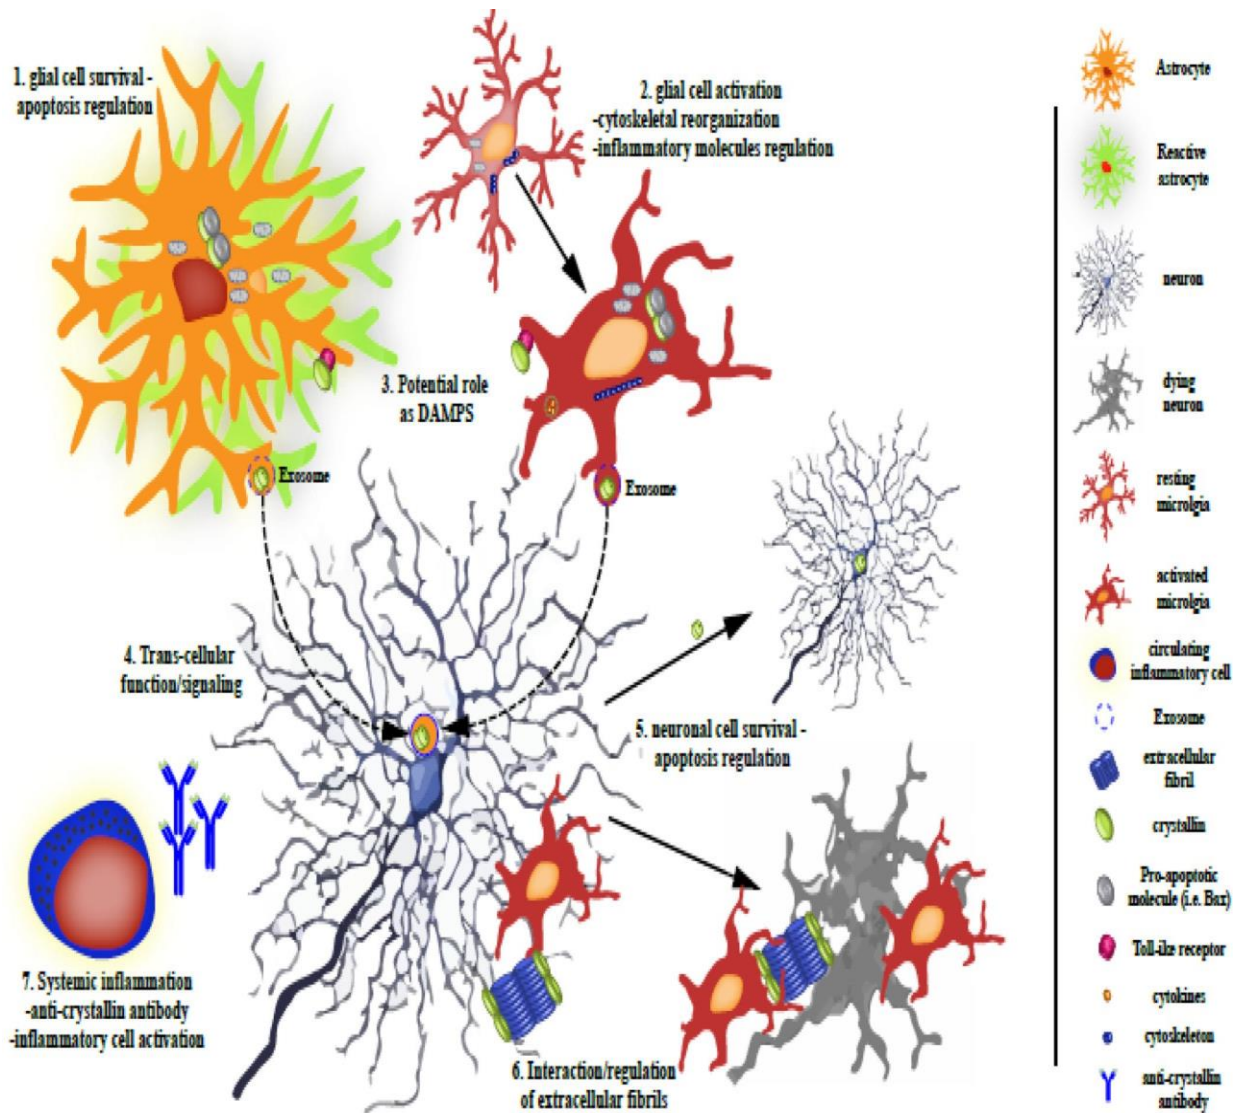 1. glial cell survival -
apoptosis regulation
2. glial cell activation
-cytoskeletal reorganization
-inflammatory molecules regulation
3. Potential role
as DAMPS
Exosome
Exosome
4. Trans-cellular
function/signaling
5. neuronal cell survival -
apoptosis regulation
6. Interaction/regulation
of extracellular fibrils
7. Systemic inflammation
-anti-crystallin antibody
-inflammatory cell activation
Astrocyte
Reactive
astrocyte
neuron
dying
neuron
resting
microlgia
activated
microlgia
circulating
inflammatory cell
Exosome
extracellular
fibril
crystallin
Pro-apoptotic
molecule (i.e. Bax)
Toll-like receptor
cytokines
cytoskeleton
anti-crystallin
antibody